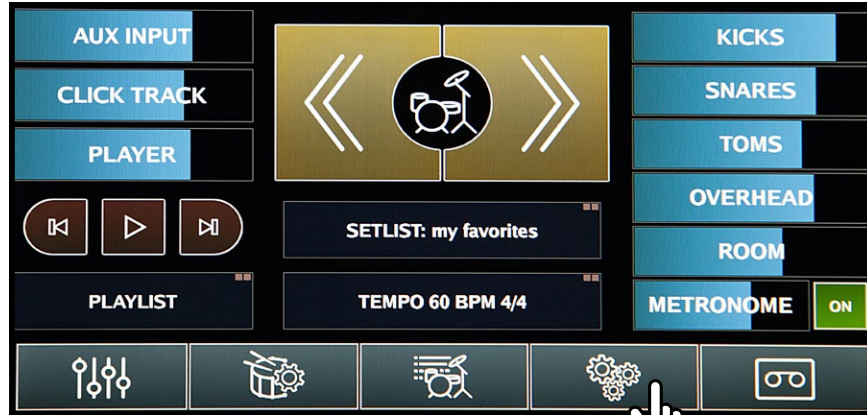 AUX INPUT
CLICK TRACK
PLAYER
PLAYLIST
SETLIST: my favorites
TEMPO 60 BPM 4/4
KICKS
SNARES
TOMS
OVERHEAD
ROOM
METRONOME ON